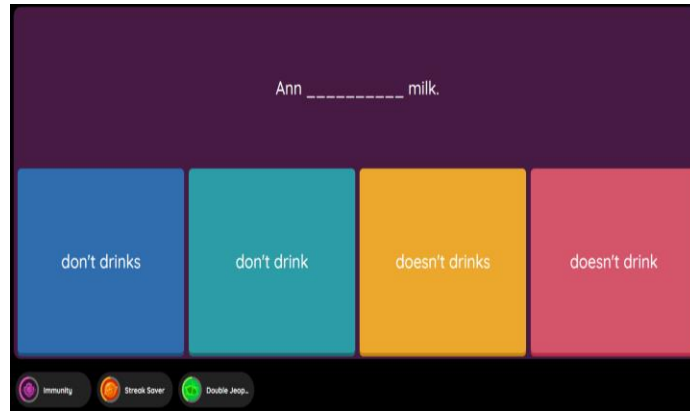 Ann __________ milk.
don't drinks
don't drink
doesn't drinks
doesn't drink
Immunity
Streak Saver
Double Jeop...